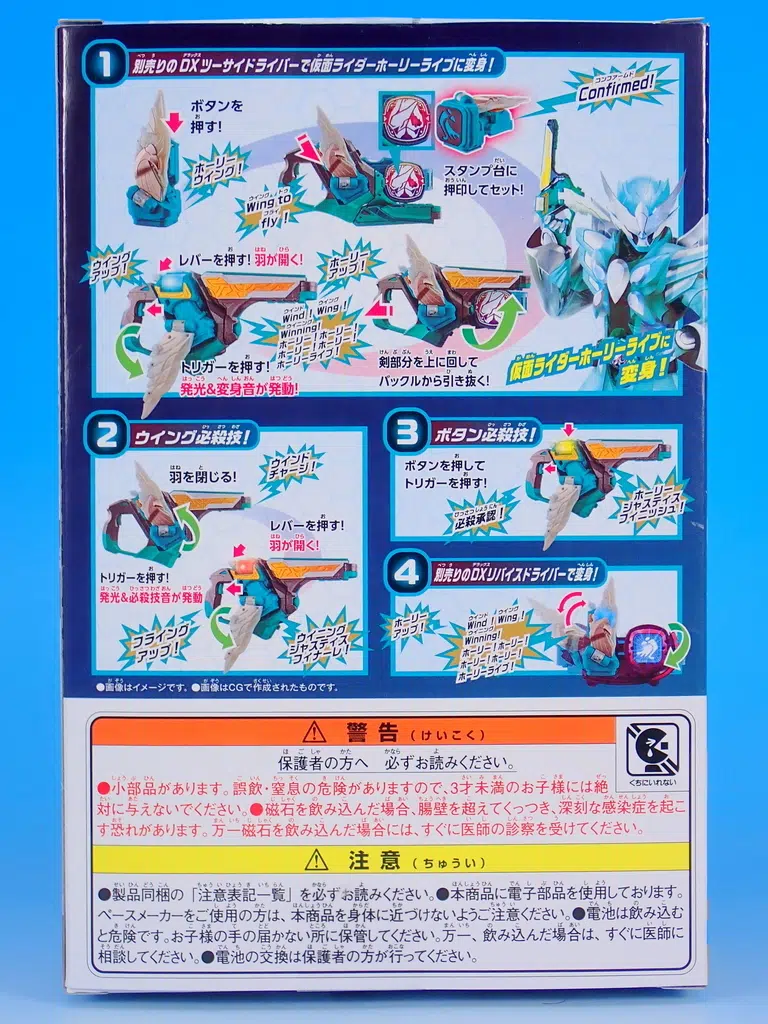 1 別売りのDXツーサイドライバーで仮面ライダーホーリーライブに変身！
ボタンを
押す！
ホーリー
ウイング！
Wing to
fly！
Confirmed!
スタンプ台に
押印してセット！
ウイング
アップ！
レバーを押す！羽が開く！
トリガーを押す！
発光&変身音が発動！
ホーリー
アップ！
Wind！Wing！
Winning！
ホーリー！ホーリー！
ホーリー！ホーリー！
ホーリーライブ！
剣部分を上に回して
バックルから引き抜く！
仮面ライダーホーリーライブに
変身！
2 ウイング必殺技！
羽を閉じる！
ウインド
チャージ！
レバーを押す！
羽が開く！
トリガーを押す！
発光&必殺技音が発動
フライング
アップ！
ウイニング
ジャスティス
フィナーレ！
3 ボタン必殺技！
ボタンを押して
トリガーを押す！
必殺承認！
ホーリー
ジャスティス
フィニッシュ！
4 別売りのDXリバイスドライバーで変身！
ホーリー
アップ！
Wind！Wing！
Winning！
ホーリー！ホーリー！
ホーリー！ホーリー！
ホーリーライブ！
●画像はイメージです。●画像はCGで作成されたものです。
警告（けいこく）
保護者の方へ 必ずお読みください。
くちにいれない
●小部品があります。誤飲・窒息の危険がありますので、3才未満のお子様には絶
対に与えないでください。●磁石を飲み込んだ場合、腸壁を超えてくっつき、深刻な感染症を起こ
す恐れがあります。万一磁石を飲み込んだ場合には、すぐに医師の診察を受けてください。
注意（ちゅうい）
●製品同梱の「注意表記一覧」を必ずお読みください。●本商品に電子部品を使用しております。
ペースメーカーをご使用の方は、本商品を身体に近づけないようご注意ください。●電池は飲み込む
と危険です。お子様の手の届かない所に保管してください。万一、飲み込んだ場合は、すぐに医師に
相談してください。●電池の交換は保護者の方が行ってください。